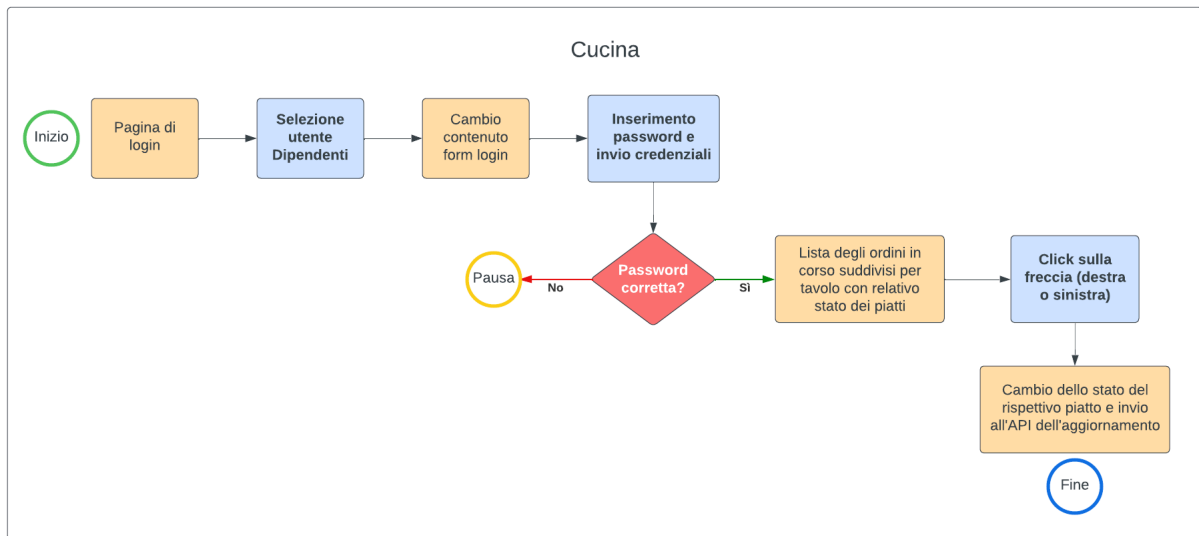 Cucina
Inizio
Pagina di
login
Selezione
utente
Dipendenti
Cambio
contenuto
form login
Inserimento
password e
invio credenziali
Password
corretta?
No
Pausa
Sì
Lista degli ordini in
corso suddivisi per
tavolo con relativo
stato dei piatti
Click sulla
freccia (destra
o sinistra)
Cambio dello stato del
rispettivo piatto e invio
all'API dell'aggiornamento
Fine